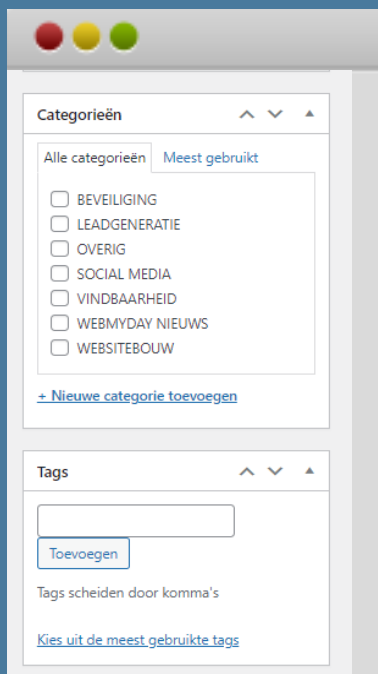 Categorieën
Alle categorieën Meest gebruikt
BEVEILIGING
LEADGENERATIE
OVERIG
SOCIAL MEDIA
VINDBAARHEID
WEBMYDAY NIEUWS
WEBSITEBOUW
+ Nieuwe categorie toevoegen
Tags
Toevoegen
Tags scheiden door komma's
Kies uit de meest gebruikte tags